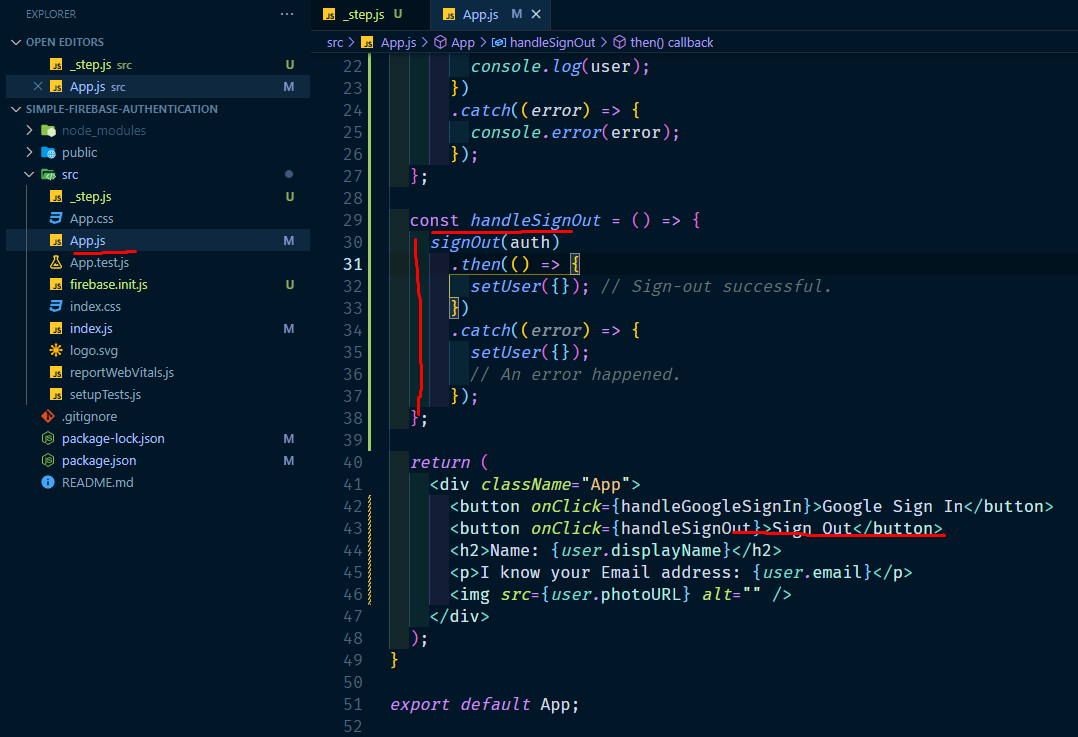 EXPLORER ···
OPEN EDITORS
_step.js src U
App.js src M
SIMPLE-FIREBASE-AUTHENTICATION
node_modules
public
src
_step.js U
App.css
App.js M
App.test.js
firebase.init.js U
index.css
index.js M
logo.svg
reportWebVitals.js
setupTests.js
.gitignore
package-lock.json M
package.json M
README.md
_step.js U App.js M
src > App.js > App > handleSignOut > then() callback
22 console.log(user);
23 })
24 .catch((error) => {
25 console.error(error);
26 });
27 };
28
29 const handleSignOut = () => {
30 signOut(auth)
31 .then(() => {
32 setUser({}); // Sign-out successful.
33 })
34 .catch((error) => {
35 setUser({});
36 // An error happened.
37 });
38 };
39
40 return (
41 <div className="App">
42 <button onClick={handleGoogleSignIn}>Google Sign In</button>
43 <button onClick={handleSignOut}>Sign Out</button>
44 <h2>Name: {user.displayName}</h2>
45 <p>I know your Email address: {user.email}</p>
46 <img src={user.photoURL} alt="" />
47 </div>
48 );
49 }
50
51 export default App;
52